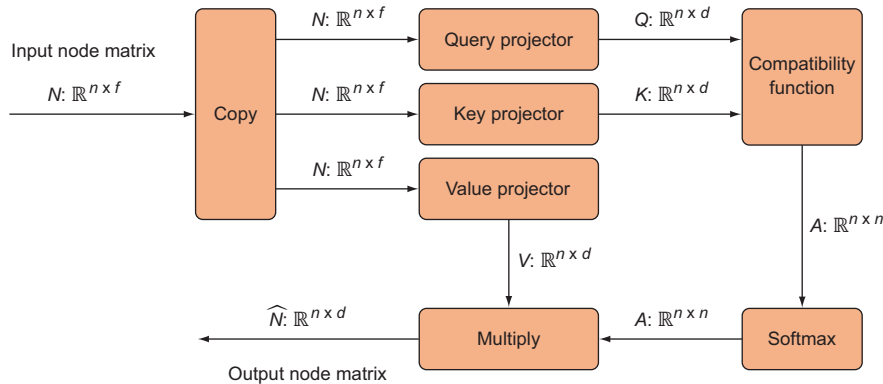 Input node matrix
N: ℝ^{n x f}
Copy
N: ℝ^{n x f}
Query projector
Q: ℝ^{n x d}
N: ℝ^{n x f}
Key projector
K: ℝ^{n x d}
Compatibility
function
N: ℝ^{n x f}
Value projector
V: ℝ^{n x d}
A: ℝ^{n x n}
Softmax
A: ℝ^{n x n}
Multiply
N̂: ℝ^{n x d}
Output node matrix